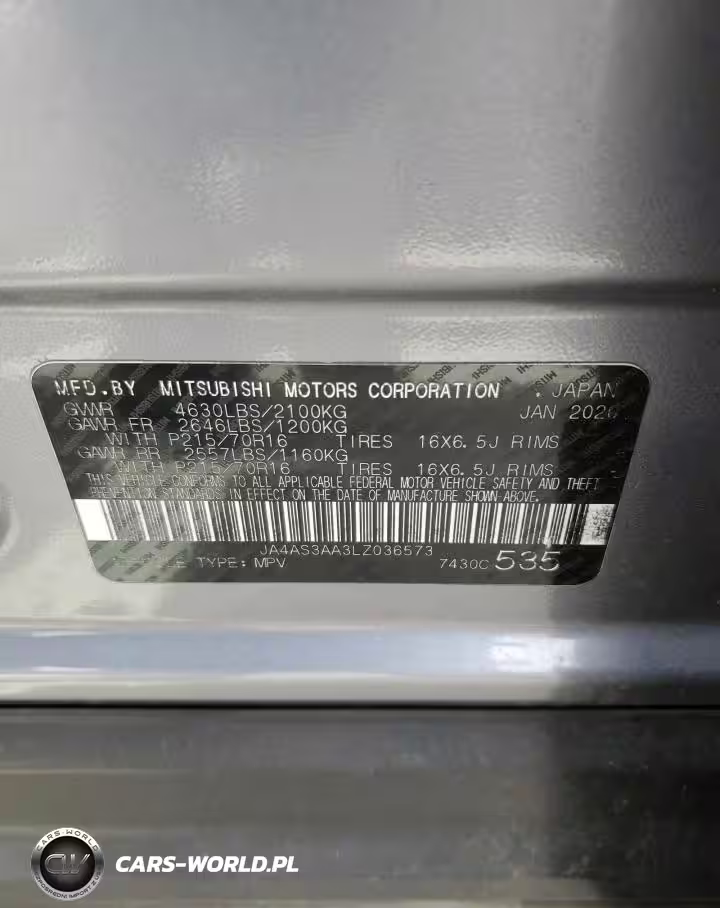 MFD.BY MITSUBISHI MOTORS CORPORATION , JAPAN
GVWR 4630LBS/2100KG JAN 2020
GAWR FR 2646LBS/1200KG
WITH P215/70R16 TIRES 16X6.5J RIMS
GAWR RR 2557LBS/1160KG
WITH P215/70R16 TIRES 16X6.5J RIMS
THIS VEHICLE CONFORMS TO ALL APPLICABLE FEDERAL MOTOR VEHICLE SAFETY AND THEFT
PREVENTION STANDARDS IN EFFECT ON THE DATE OF MANUFACTURE SHOWN ABOVE.
JA4AS3AA3LZ036573
TYPE: MPV 7430C 535
CARS-WORLD
CW
CARS-WORLD.PL